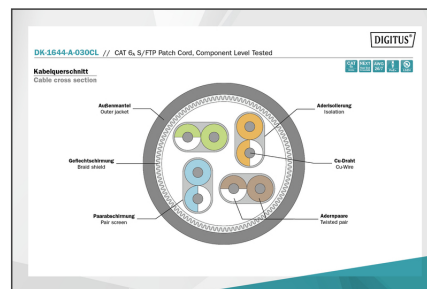 DIGITUS®
DK-1644-A-030CL // CAT 6A S/FTP Patch Cord, Component Level Tested
Kabelquerschnitt
Cable cross section
Außenmantel
Outer jacket
Aderisolierung
Isolation
Geflechtschirmung
Braid shield
Cu-Draht
Cu-Wire
Paarabschirmung
Pair screen
Adernpaare
Twisted pair